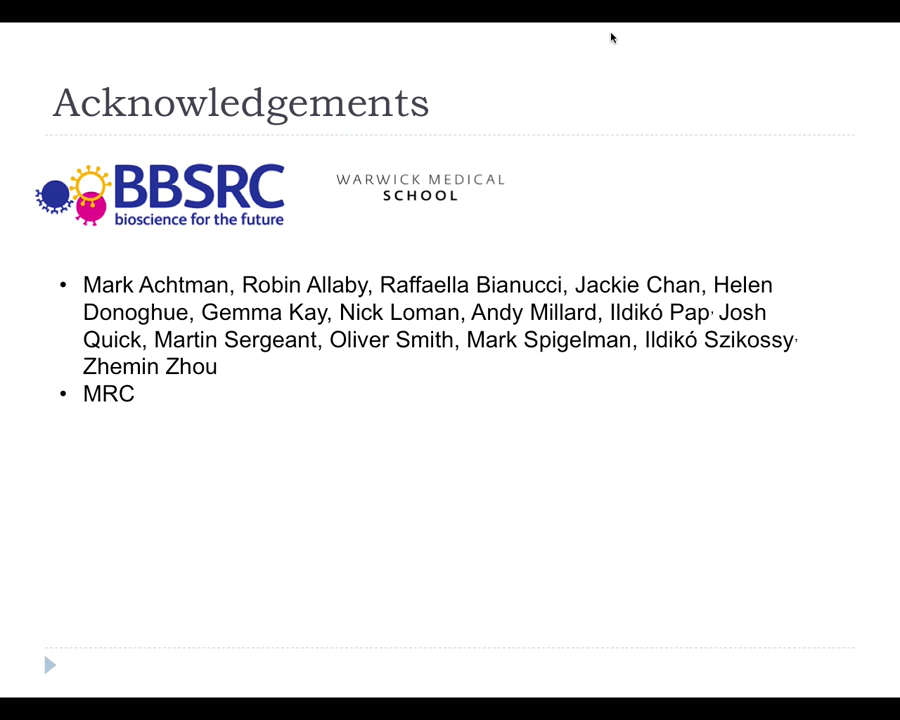 Acknowledgements
BBSRC
bioscience for the future
WARWICK MEDICAL
SCHOOL
• Mark Achtman, Robin Allaby, Raffaella Bianucci, Jackie Chan, Helen
Donoghue, Gemma Kay, Nick Loman, Andy Millard, Ildikó Pap, Josh
Quick, Martin Sergeant, Oliver Smith, Mark Spigelman, Ildikó Szikossy,
Zhemin Zhou
• MRC